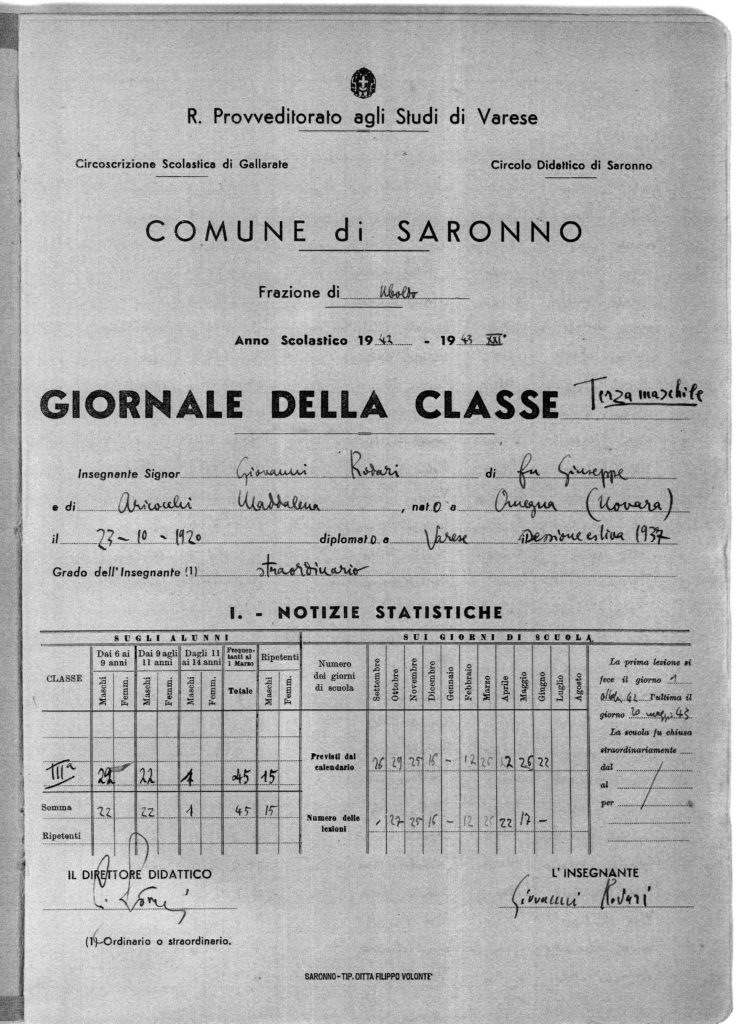 R. Provveditorato agli Studi di Varese
Circoscrizione Scolastica di Gallarate
Circolo Didattico di Saronno
COMUNE di SARONNO
Frazione di Uboldo
Anno Scolastico 1942 - 1943 XXI°
GIORNALE DELLA CLASSE Terza maschile
Insegnante Signor Giovanni Rodari di fu Giuseppe
e di Ariocchi Maddalena, nato a Omegna (Novara)
il 23-10-1920 diplomato a Varese sessione estiva 1937
Grado dell'Insegnante (1) straordinario
I. - NOTIZIE STATISTICHE
SUGLI ALUNNI
SUI GIORNI DI SCUOLA
CLASSE
Dai 6 ai 9 anni Dai 9 agli 11 anni Dagli 11 ai 14 anni Frequentanti al 1 Marzo Ripetenti
Maschi Femm. Maschi Femm. Maschi Femm. Totale Maschi Femm.
Numero dei giorni di scuola
Settembre Ottobre Novembre Dicembre Gennaio Febbraio Marzo Aprile Maggio Giugno Luglio Agosto
IIIa 22 22 1 45 15
Somma 22 22 1 45 15
Ripetenti
Previsti dal calendario 26 29 25 16 - 12 26 12 26 22
Numero delle lezioni 27 25 16 - 12 26 22 17 -
La prima lezione si
fece il giorno 1
l'ultima il
giorno 20 maggio 43
La scuola fu chiusa
straordinariamente
dal
al
per
IL DIRETTORE DIDATTICO
L'INSEGNANTE
Giovanni Rodari
(1) Ordinario o straordinario.
SARONNO - TIP. DITTA FILIPPO VOLONTE'